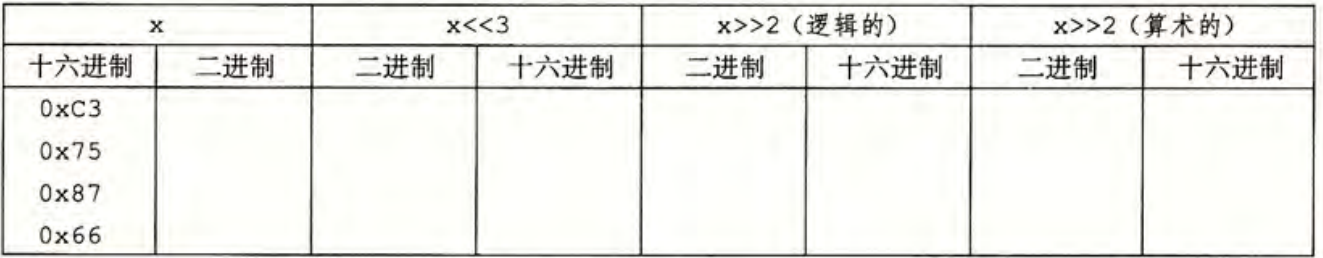 x x<<3 x>>2（逻辑的） x>>2（算术的）
十六进制 二进制 二进制 十六进制 二进制 十六进制 二进制 十六进制
0xC3
0x75
0x87
0x66